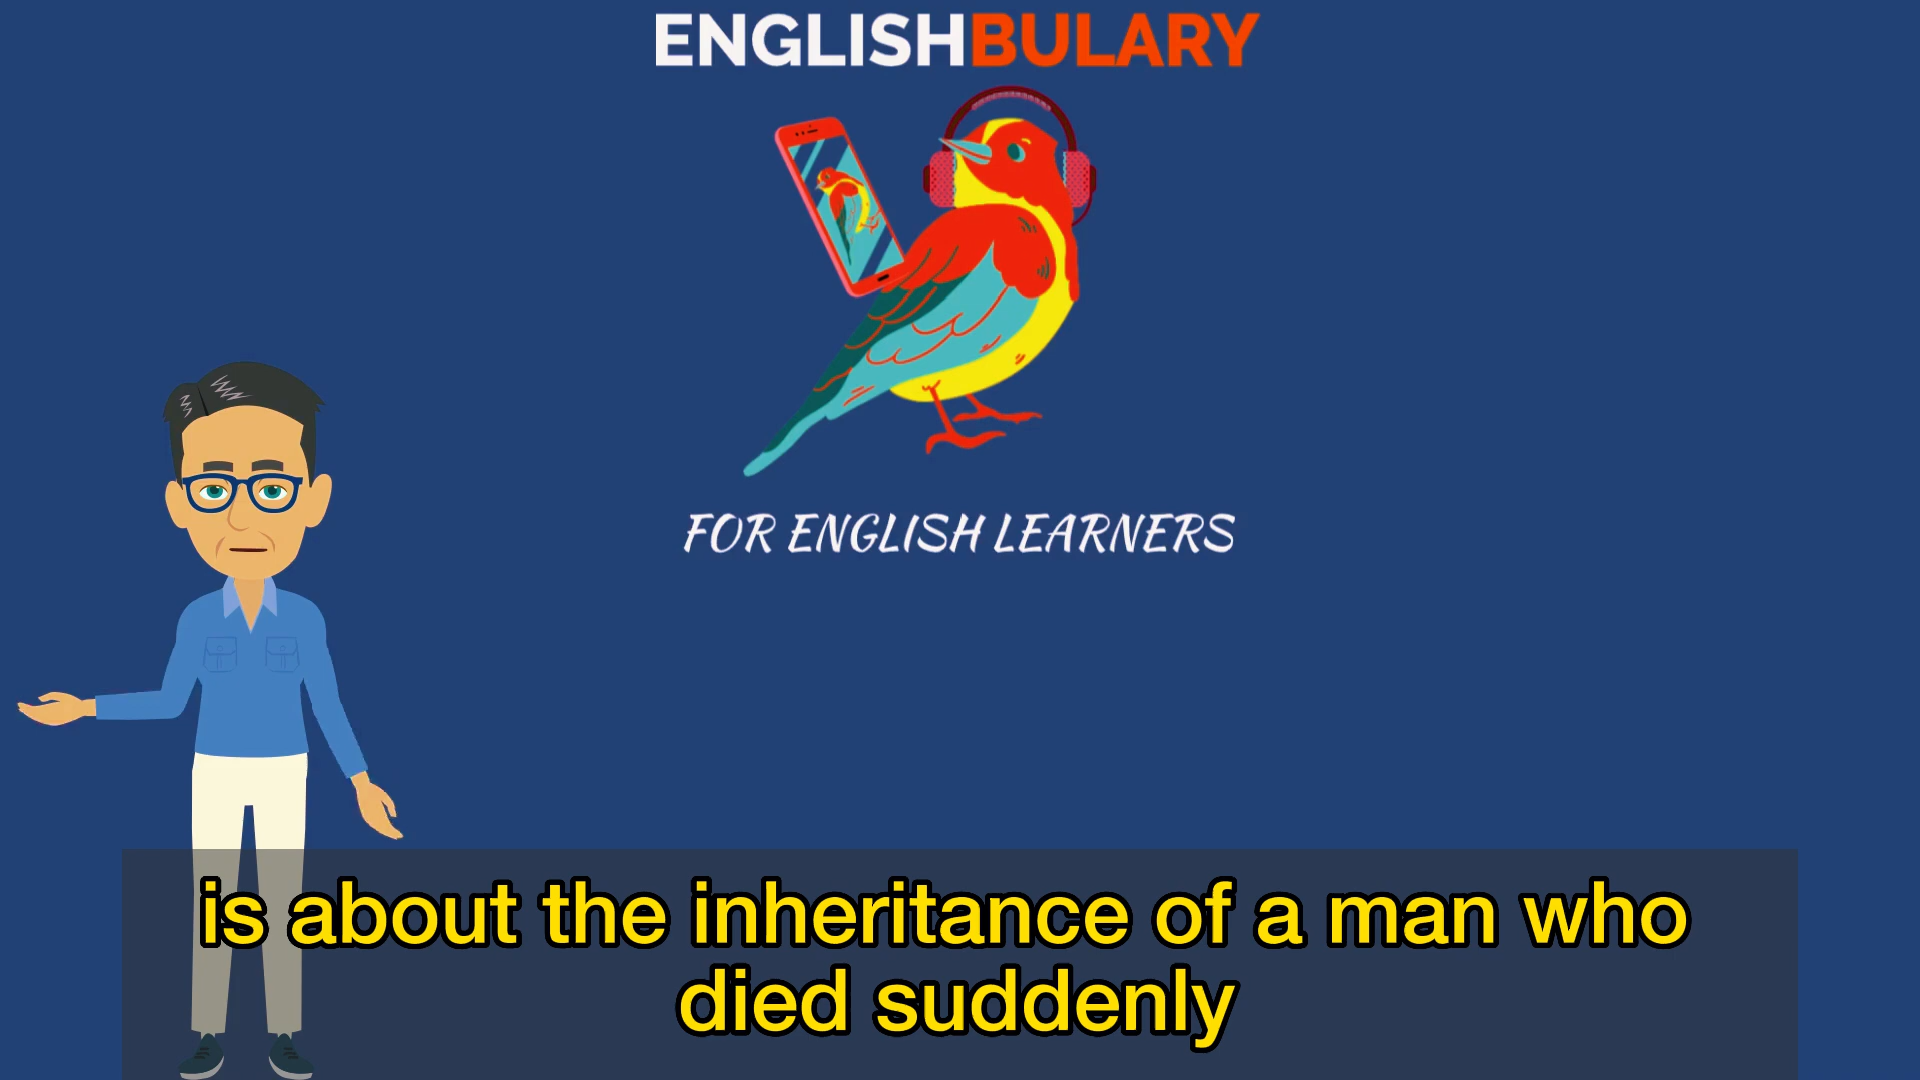 ENGLISHBULARY
FOR ENGLISH LEARNERS
is about the inheritance of a man who
died suddenly